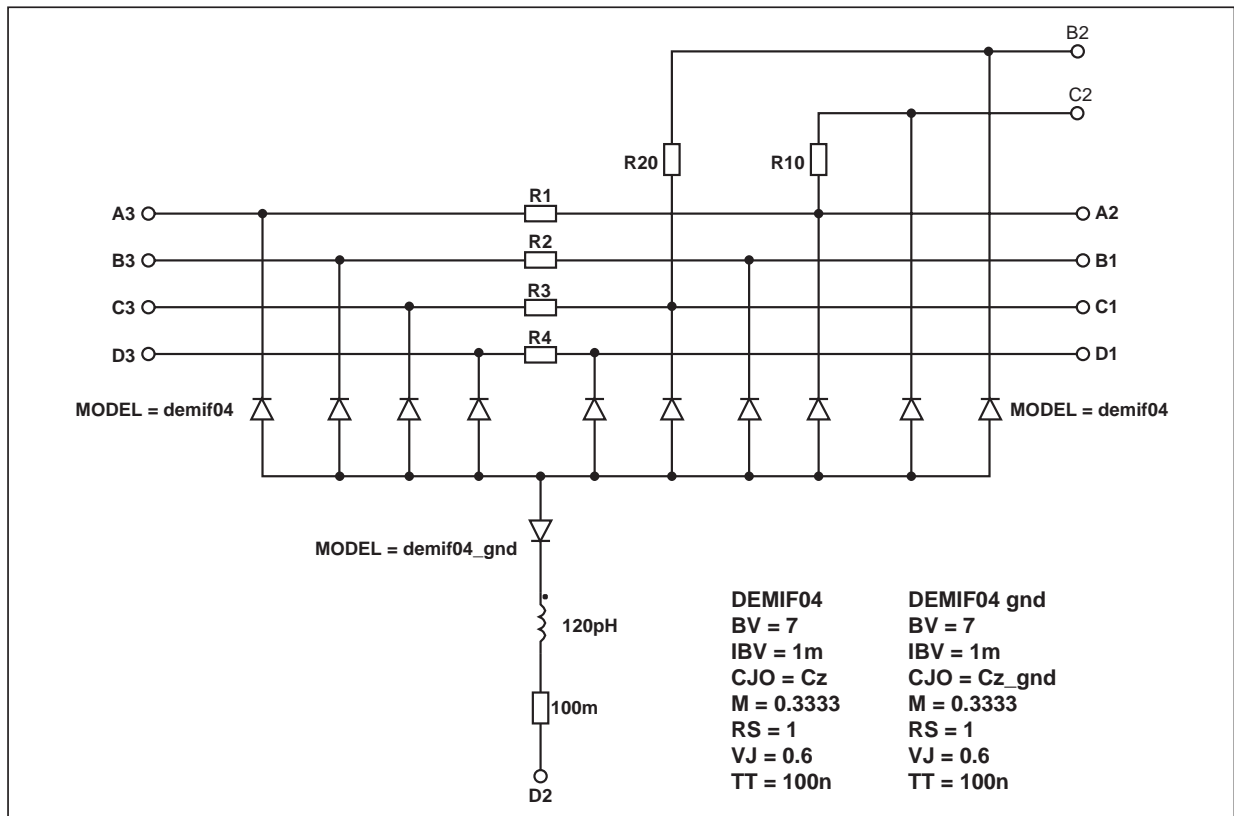 B2
C2
R20
R10
R1
A3
A2
R2
B3
B1
R3
C3
C1
R4
D3
D1
MODEL = demif04
MODEL = demif04
MODEL = demif04_gnd
120pH
100m
D2
DEMIF04
BV = 7
IBV = 1m
CJO = Cz
M = 0.3333
RS = 1
VJ = 0.6
TT = 100n
DEMIF04 gnd
BV = 7
IBV = 1m
CJO = Cz_gnd
M = 0.3333
RS = 1
VJ = 0.6
TT = 100n